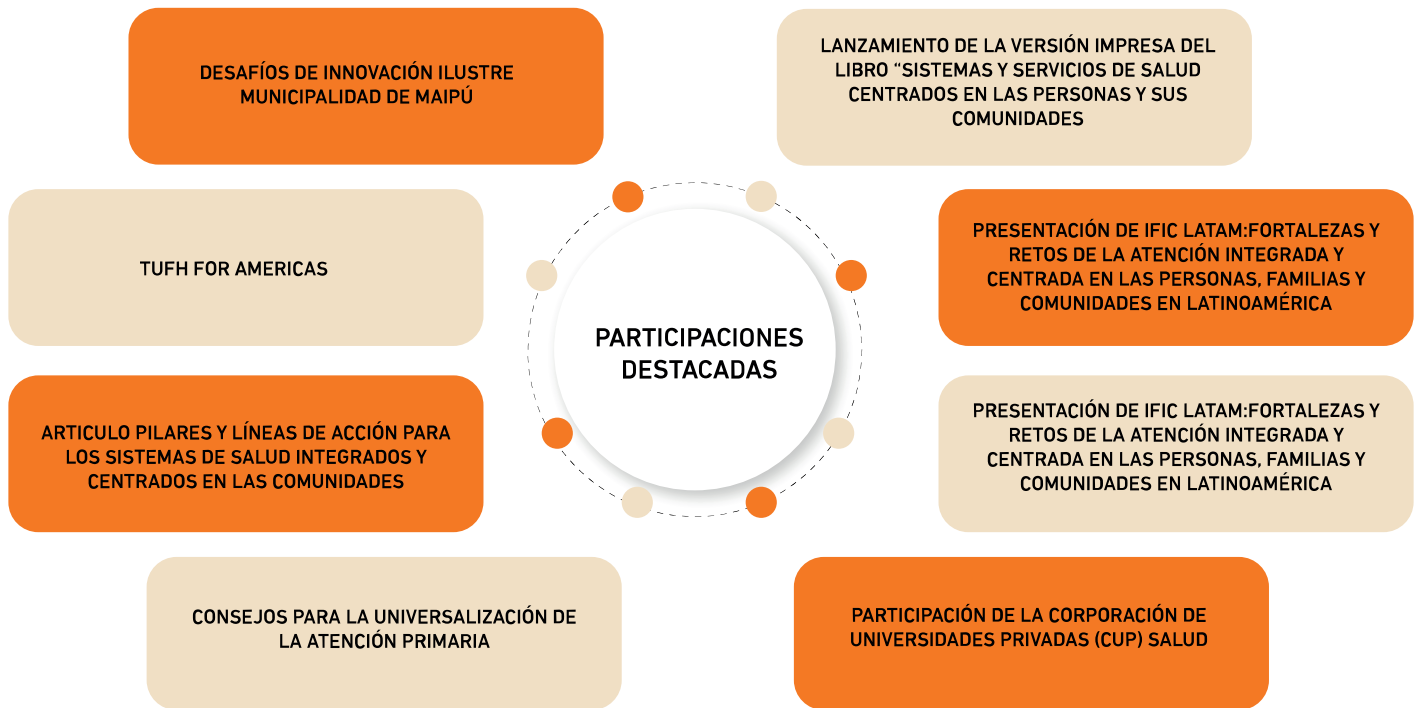 DESAFÍOS DE INNOVACIÓN ILUSTRE
MUNICIPALIDAD DE MAIPÚ
LANZAMIENTO DE LA VERSIÓN IMPRESA DEL
LIBRO “SISTEMAS Y SERVICIOS DE SALUD
CENTRADOS EN LAS PERSONAS Y SUS
COMUNIDADES
TUFH FOR AMERICAS
PRESENTACIÓN DE IFIC LATAM:FORTALEZAS Y
RETOS DE LA ATENCIÓN INTEGRADA Y
CENTRADA EN LAS PERSONAS, FAMILIAS Y
COMUNIDADES EN LATINOAMÉRICA
PARTICIPACIONES
DESTACADAS
ARTICULO PILARES Y LÍNEAS DE ACCIÓN PARA
LOS SISTEMAS DE SALUD INTEGRADOS Y
CENTRADOS EN LAS COMUNIDADES
PRESENTACIÓN DE IFIC LATAM:FORTALEZAS Y
RETOS DE LA ATENCIÓN INTEGRADA Y
CENTRADA EN LAS PERSONAS, FAMILIAS Y
COMUNIDADES EN LATINOAMÉRICA
CONSEJOS PARA LA UNIVERSALIZACIÓN DE
LA ATENCIÓN PRIMARIA
PARTICIPACIÓN DE LA CORPORACIÓN DE
UNIVERSIDADES PRIVADAS (CUP) SALUD